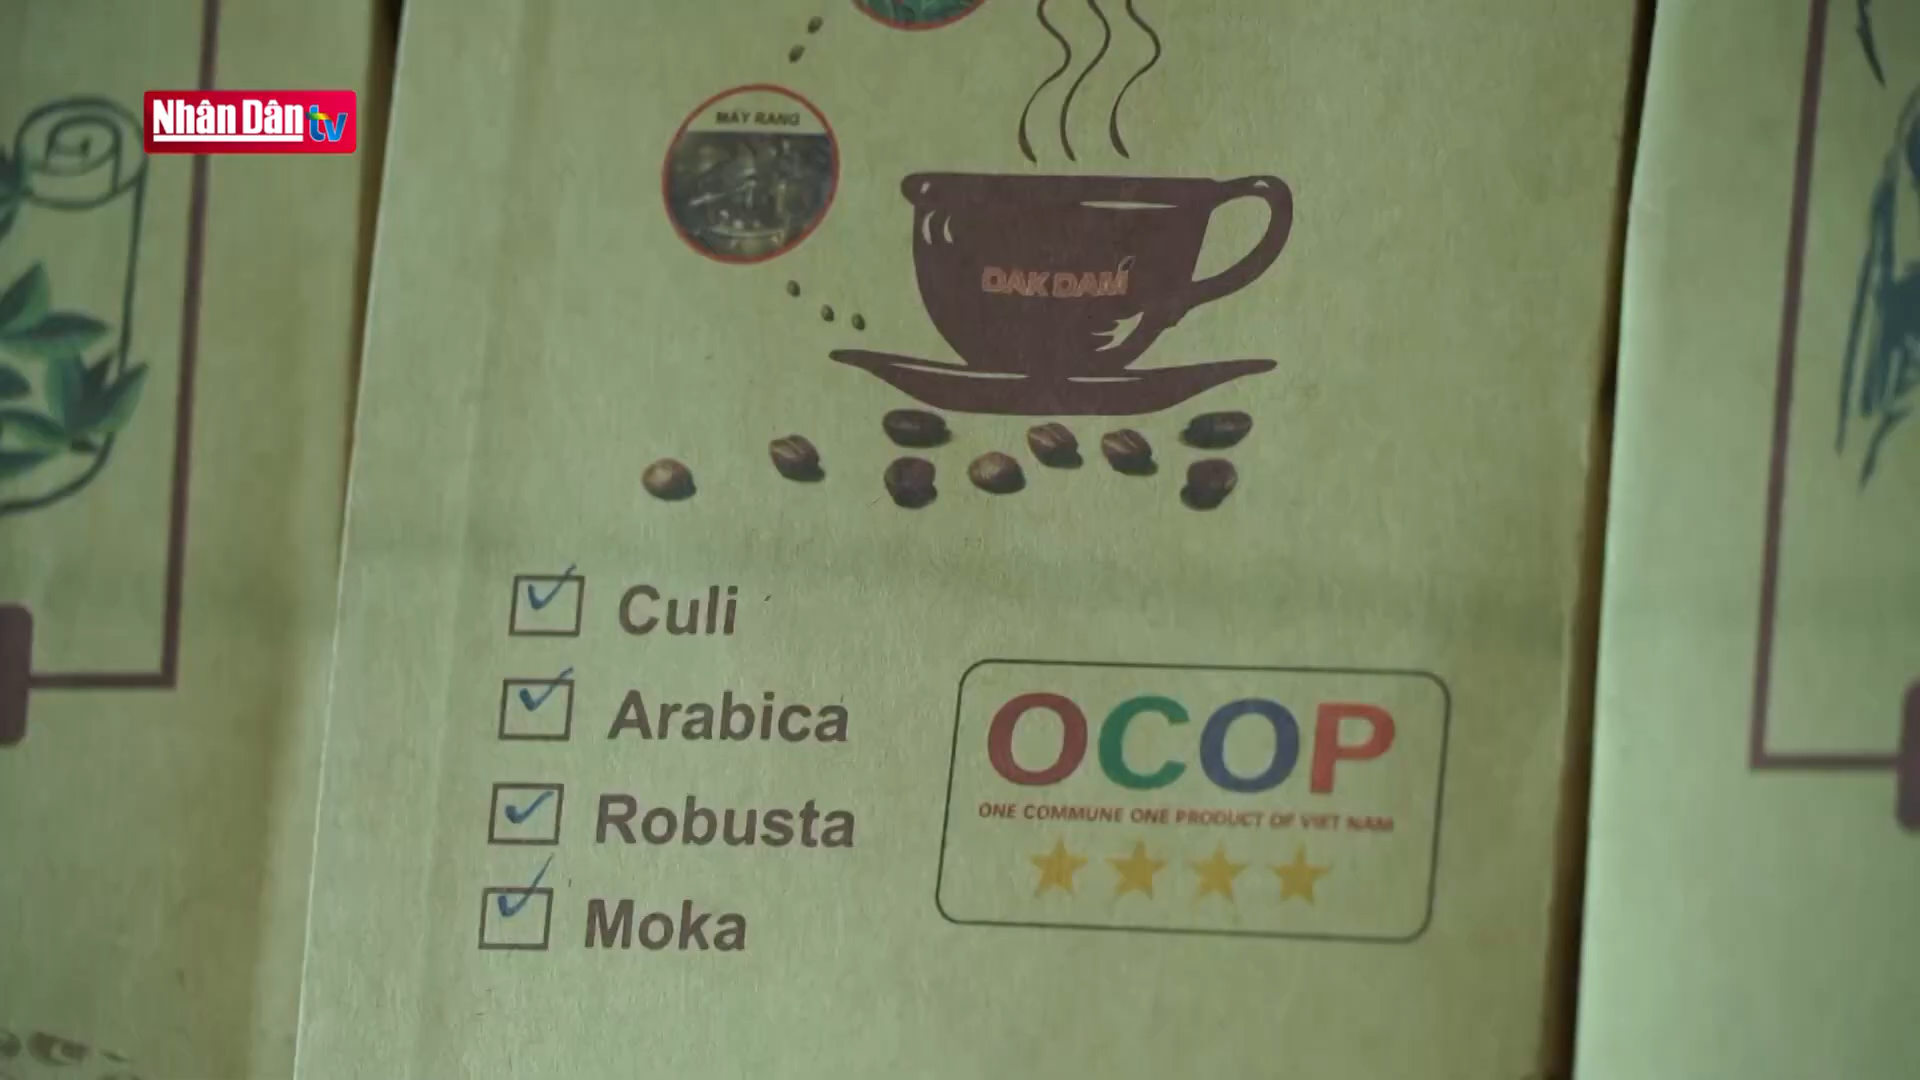 Nhân Dân tv
MÁY RANG
DAK DAM
Culi
Arabica
Robusta
Moka
OCOP
ONE COMMUNE ONE PRODUCT OF VIET NAM